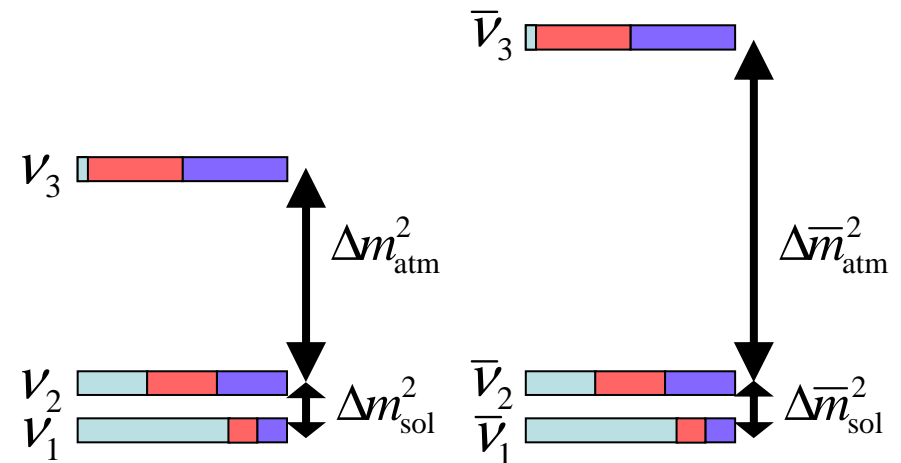 ν̅₃
ν₃
Δm²atm
Δm̅²atm
ν₂
ν̅₂
Δm²sol
Δm̅²sol
ν₁
ν̅₁